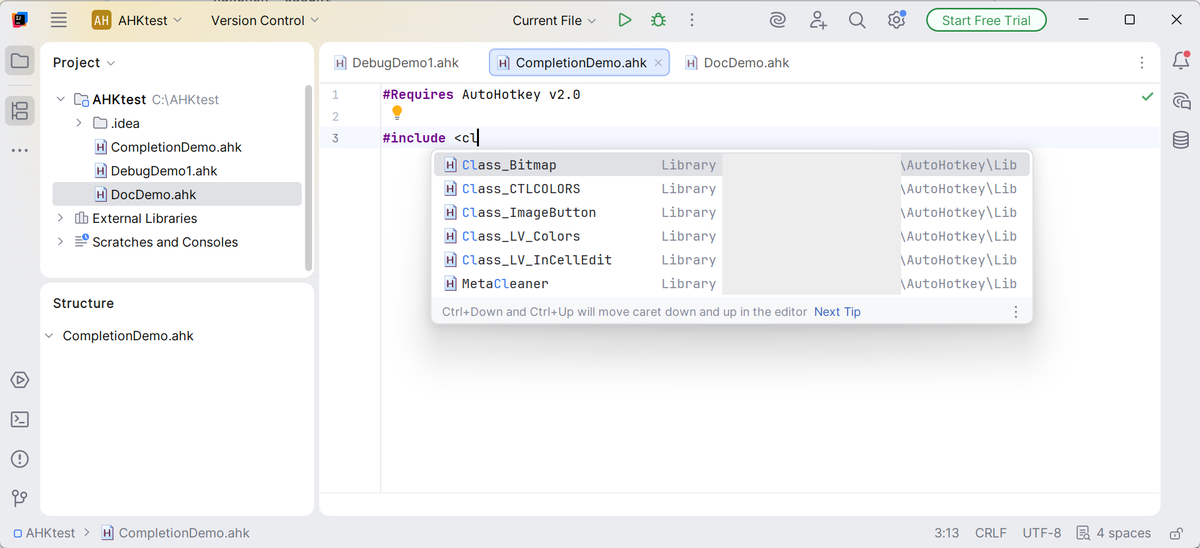 AH AHKtest Version Control Current File Start Free Trial
Project
AHKtest C:\AHKtest
.idea
CompletionDemo.ahk
DebugDemo1.ahk
DocDemo.ahk
External Libraries
Scratches and Consoles
Structure
CompletionDemo.ahk
DebugDemo1.ahk CompletionDemo.ahk DocDemo.ahk
1 #Requires AutoHotkey v2.0
2
3 #include <cl
Class_Bitmap Library \AutoHotkey\Lib
Class_CTLCOLORS Library \AutoHotkey\Lib
Class_ImageButton Library \AutoHotkey\Lib
Class_LV_Colors Library \AutoHotkey\Lib
Class_LV_InCellEdit Library \AutoHotkey\Lib
MetaCleaner Library \AutoHotkey\Lib
Ctrl+Down and Ctrl+Up will move caret down and up in the editor Next Tip
AHKtest > CompletionDemo.ahk 3:13 CRLF UTF-8 4 spaces